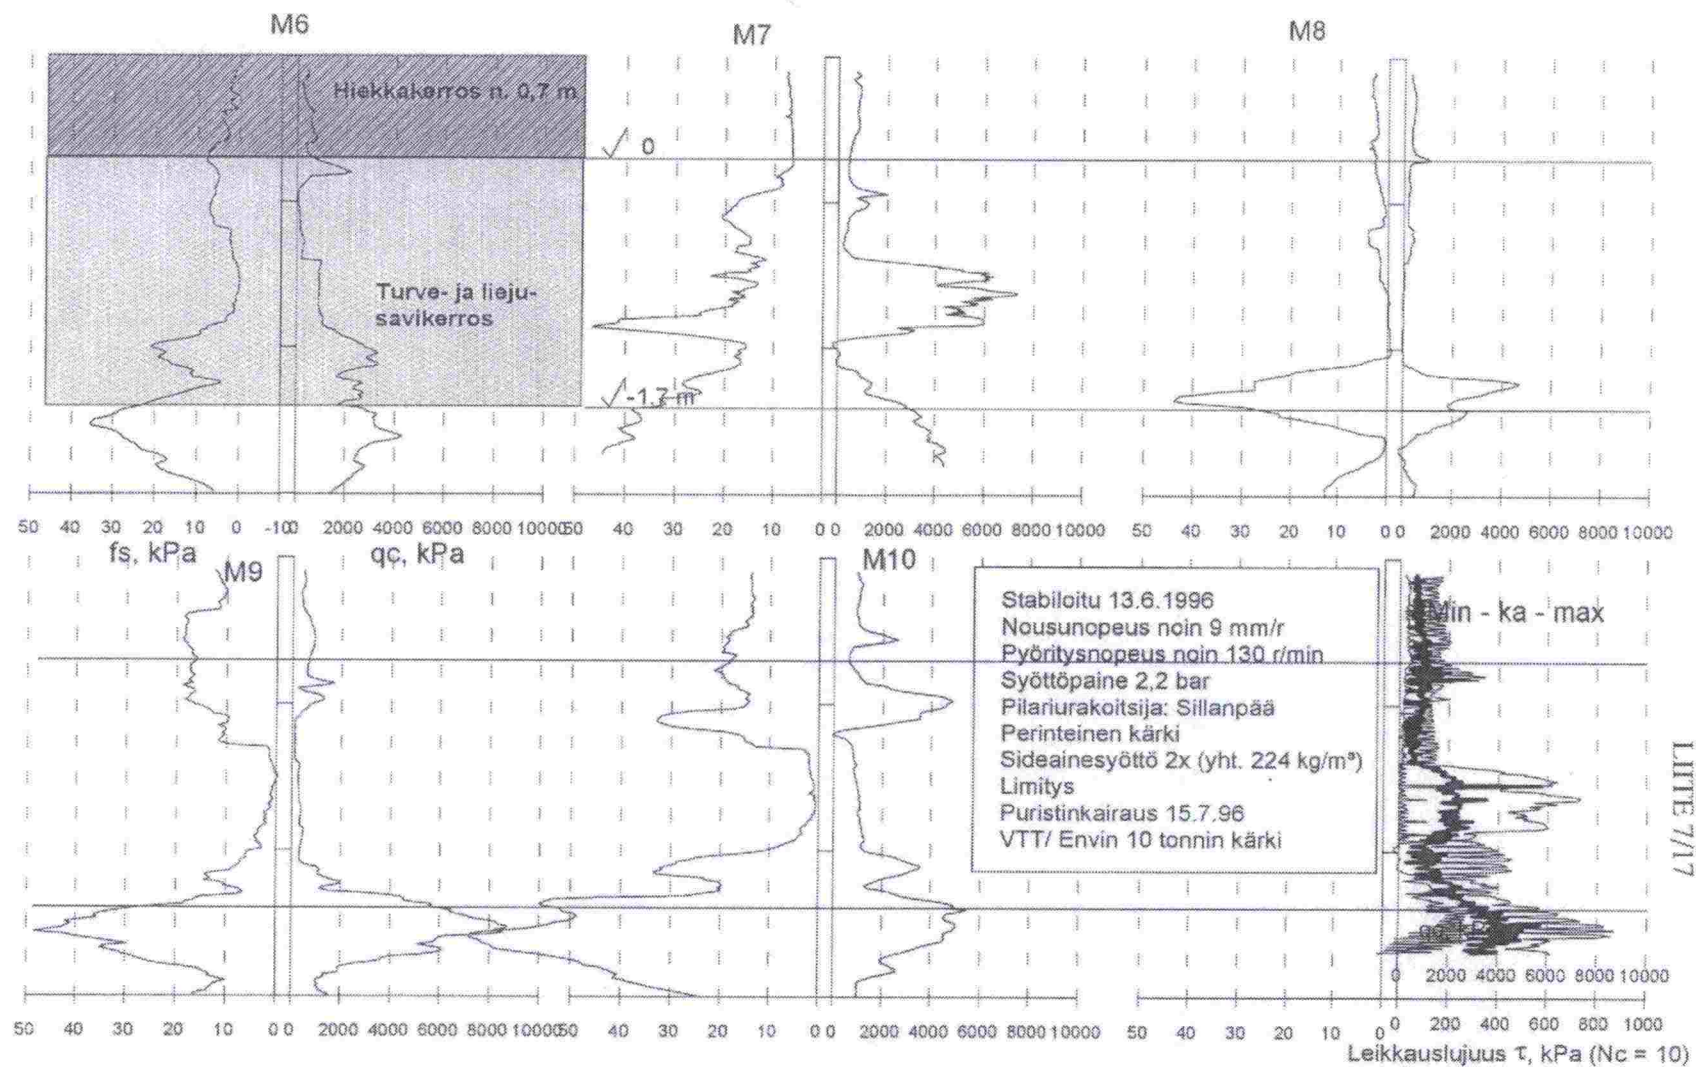 M6
M7
M8
Hiekkakerros n. 0,7 m
0
Turve- ja lieju-
savikerros
-1,7 m
50 40 30 20 10 0 -10 0 2000 4000 6000 8000 10000
50 40 30 20 10 0 0 2000 4000 6000 8000 10000
50 40 30 20 10 0 0 2000 4000 6000 8000 10000
fs, kPa
qc, kPa
M9
M10
Stabiloitu 13.6.1996
Nousunopeus noin 9 mm/r
Pyöritysnopeus noin 130 r/min
Syöttöpaine 2,2 bar
Pilariurakoitsija: Sillanpää
Perinteinen kärki
Sideainesyöttö 2x (yht. 224 kg/m³)
Limitys
Puristinkairaus 15.7.96
VTT/ Envin 10 tonnin kärki
Min - ka - max
LIITE 7/17
0 2000 4000 6000 8000 10000
50 40 30 20 10 0 0 2000 4000 6000 8000 10000
50 40 30 20 10 0 0 2000 4000 6000 8000 10000
50 40 30 20 10 0 0 200 400 600 800 1000
Leikkauslujuus τ, kPa (Nc = 10)